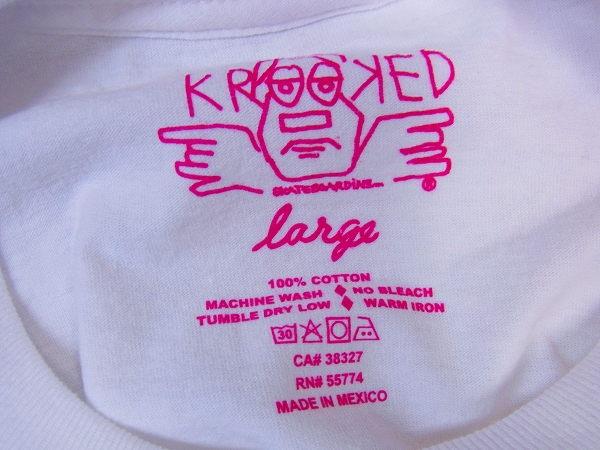 KROOKED
SKATEBOARDING
®
large
100% COTTON
MACHINE WASH ♦ NO BLEACH
TUMBLE DRY LOW ♦ WARM IRON
30
CA# 38327
RN# 55774
MADE IN MEXICO